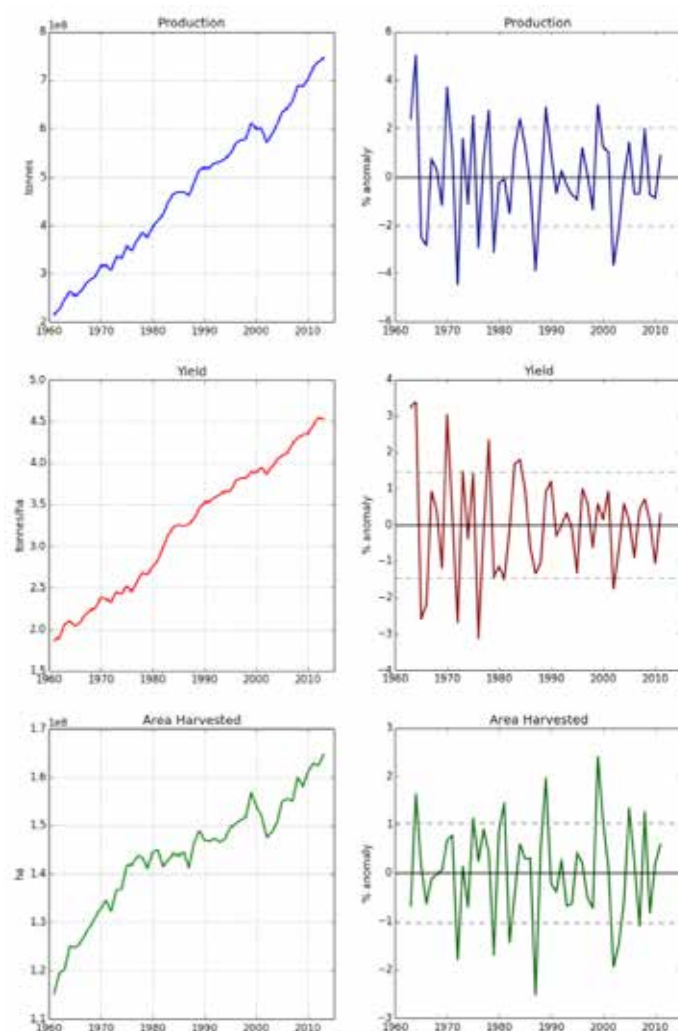 Production
1e8
8
7
6
5
4
3
2
tonnes
1960 1970 1980 1990 2000 2010
Production
6
4
2
0
−2
−4
−6
% anomaly
1960 1970 1980 1990 2000 2010
Yield
5.0
4.5
4.0
3.5
3.0
2.5
2.0
1.5
tonnes/ha
1960 1970 1980 1990 2000 2010
Yield
4
3
2
1
0
−1
−2
−3
−4
% anomaly
1960 1970 1980 1990 2000 2010
Area Harvested
1e8
1.7
1.6
1.5
1.4
1.3
1.2
1.1
ha
1960 1970 1980 1990 2000 2010
Area Harvested
3
2
1
0
−1
−2
−3
% anomaly
1960 1970 1980 1990 2000 2010